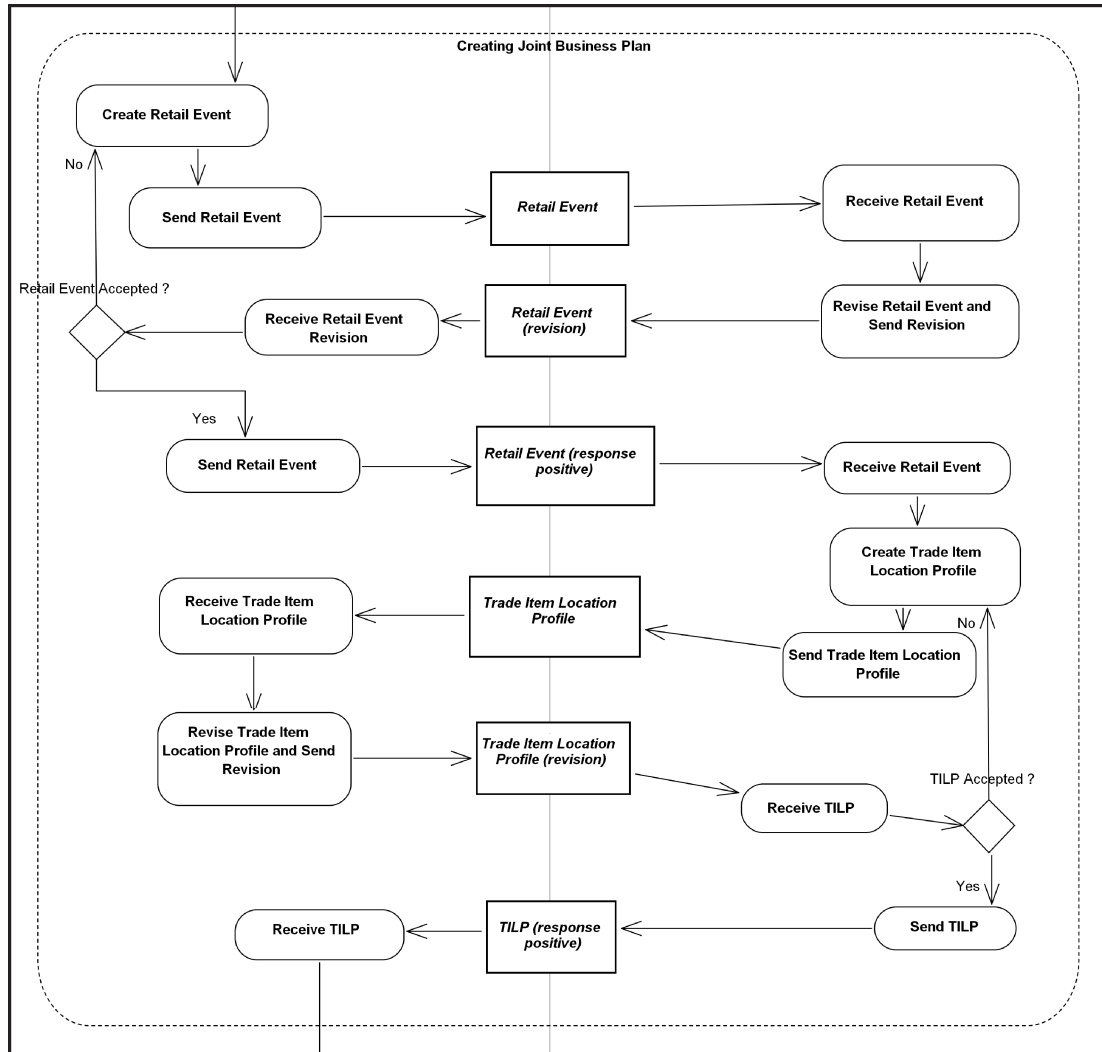 Creating Joint Business Plan
Create Retail Event
No
Send Retail Event
Retail Event
Receive Retail Event
Retail Event Accepted ?
Receive Retail Event
Revision
Retail Event
(revision)
Revise Retail Event and
Send Revision
Yes
Send Retail Event
Retail Event (response
positive)
Receive Retail Event
Create Trade Item
Location Profile
Receive Trade Item
Location Profile
Trade Item Location
Profile
No
Send Trade Item Location
Profile
Revise Trade Item
Location Profile and Send
Revision
Trade Item Location
Profile (revision)
TILP Accepted ?
Receive TILP
Yes
Receive TILP
TILP (response
positive)
Send TILP